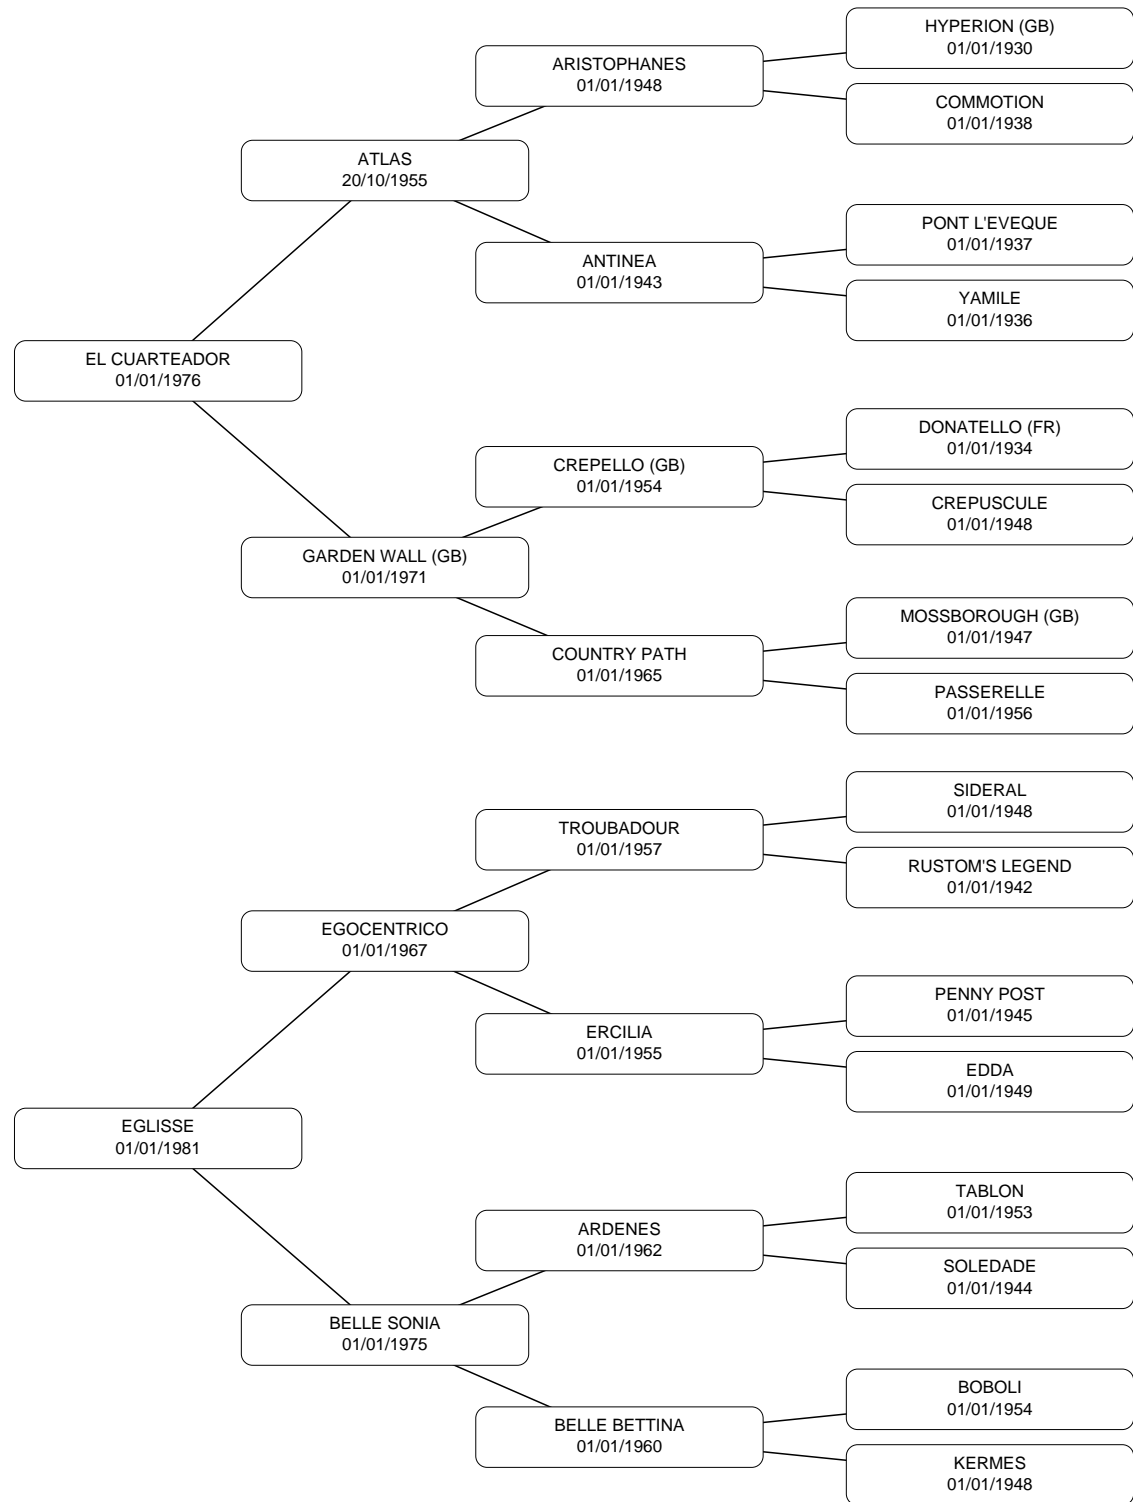 HYPERION (GB)
01/01/1930
ARISTOPHANES
01/01/1948
COMMOTION
01/01/1938
ATLAS
20/10/1955
PONT L'EVEQUE
01/01/1937
ANTINEA
01/01/1943
YAMILE
01/01/1936
EL CUARTEADOR
01/01/1976
DONATELLO (FR)
01/01/1934
CREPELLO (GB)
01/01/1954
CREPUSCULE
01/01/1948
GARDEN WALL (GB)
01/01/1971
MOSSBOROUGH (GB)
01/01/1947
COUNTRY PATH
01/01/1965
PASSERELLE
01/01/1956
SIDERAL
01/01/1948
TROUBADOUR
01/01/1957
RUSTOM'S LEGEND
01/01/1942
EGOCENTRICO
01/01/1967
PENNY POST
01/01/1945
ERCILIA
01/01/1955
EDDA
01/01/1949
EGLISSE
01/01/1981
TABLON
01/01/1953
ARDENES
01/01/1962
SOLEDADE
01/01/1944
BELLE SONIA
01/01/1975
BOBOLI
01/01/1954
BELLE BETTINA
01/01/1960
KERMES
01/01/1948